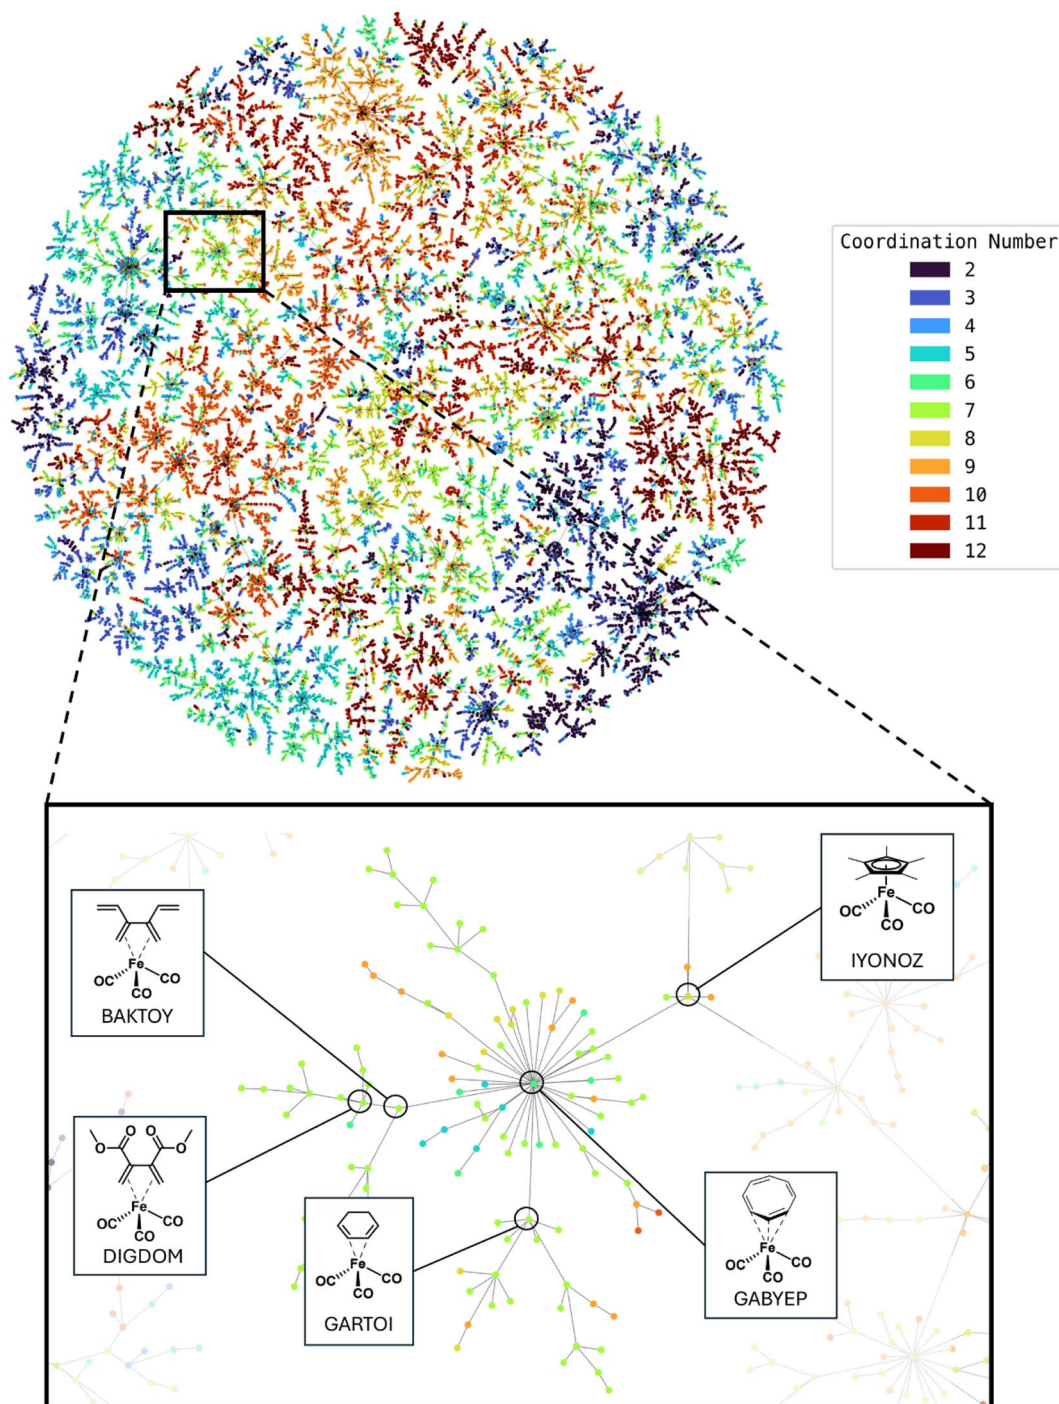 Coordination Number
2
3
4
5
6
7
8
9
10
11
12
Fe
OC
CO
CO
IYONOZ
Fe
OC
CO
CO
BAKTOY
O
O
O
O
Fe
OC
CO
CO
DIGDOM
Fe
OC
CO
CO
GARTOI
Fe
OC
CO
CO
GABYEP